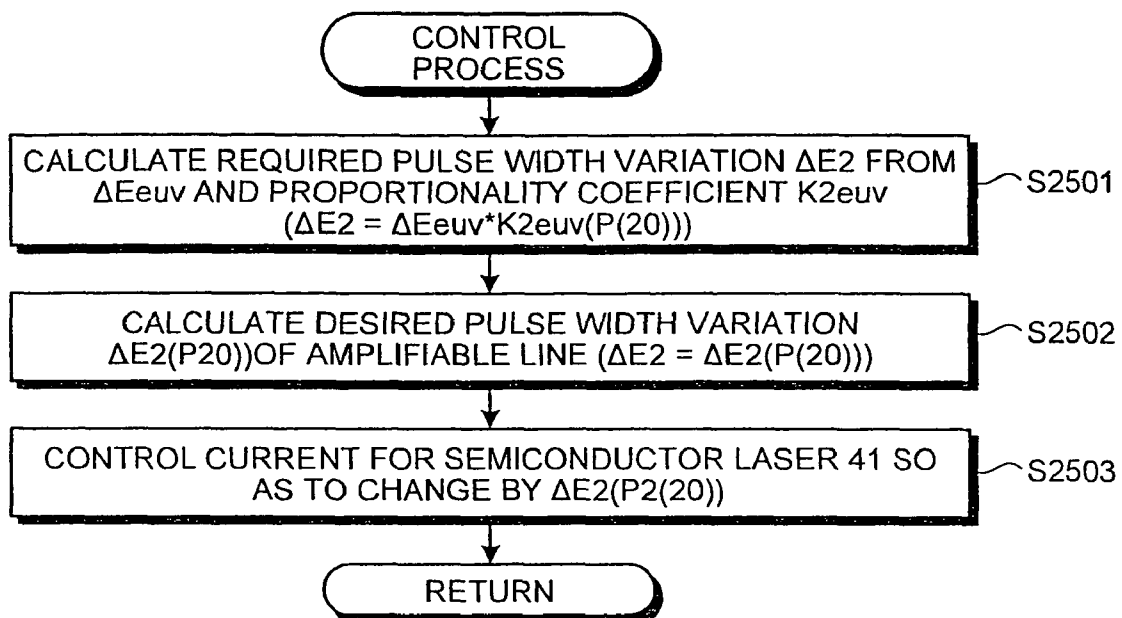 CONTROL
PROCESS
CALCULATE REQUIRED PULSE WIDTH VARIATION ΔE2 FROM
ΔEeuv AND PROPORTIONALITY COEFFICIENT K2euv
(ΔE2 = ΔEeuv*K2euv(P(20)))
S2501
CALCULATE DESIRED PULSE WIDTH VARIATION
ΔE2(P20))OF AMPLIFIABLE LINE (ΔE2 = ΔE2(P(20)))
S2502
CONTROL CURRENT FOR SEMICONDUCTOR LASER 41 SO
AS TO CHANGE BY ΔE2(P2(20))
S2503
RETURN